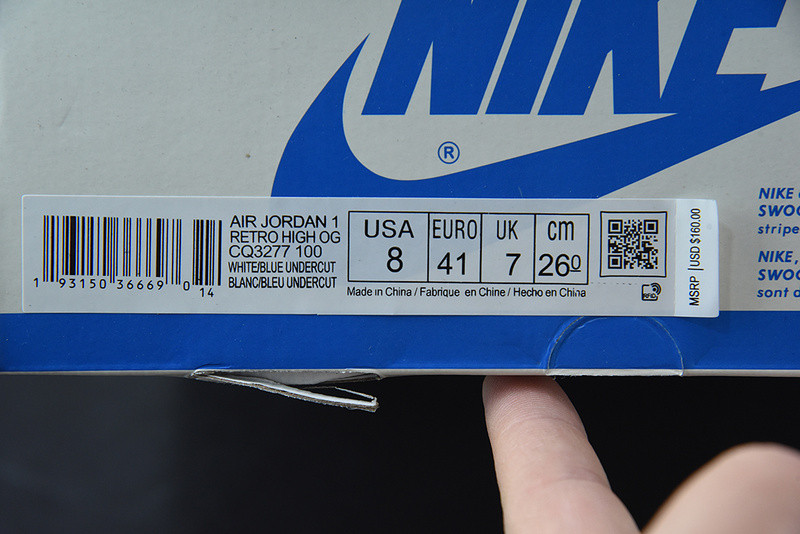 NIKE
®
NIKE
SWOO
stripe
NIKE,
SWOO
sont
AIR JORDAN 1
RETRO HIGH OG
CQ3277 100
WHITE/BLUE UNDERCUT
BLANC/BLEU UNDERCUT
1 93150 36669 0 14
USA EURO UK cm
8 41 7 26.0
Made in China / Fabrique en Chine / Hecho en China
RFID
MSRP | USD $160.00